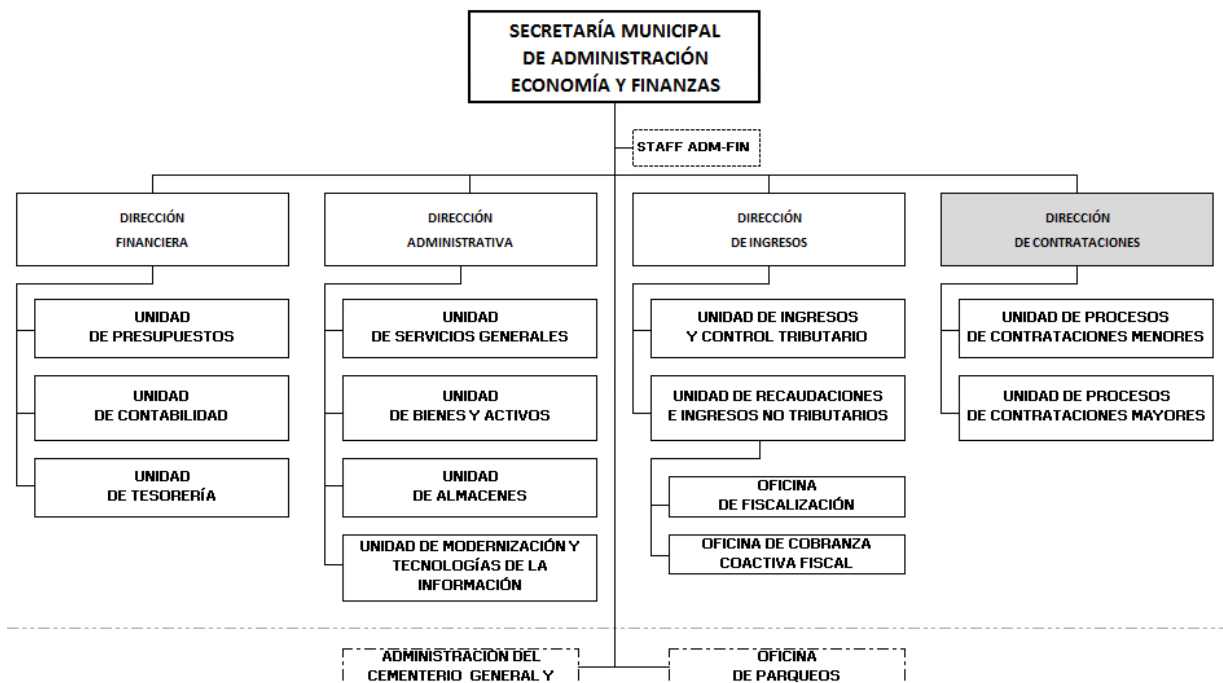 SECRETARÍA MUNICIPAL
DE ADMINISTRACIÓN
ECONOMÍA Y FINANZAS
STAFF ADM-FIN
DIRECCIÓN
FINANCIERA
DIRECCIÓN
ADMINISTRATIVA
DIRECCIÓN
DE INGRESOS
DIRECCIÓN
DE CONTRATACIONES
UNIDAD
DE PRESUPUESTOS
UNIDAD
DE SERVICIOS GENERALES
UNIDAD DE INGRESOS
Y CONTROL TRIBUTARIO
UNIDAD DE PROCESOS
DE CONTRATACIONES MENORES
UNIDAD
DE CONTABILIDAD
UNIDAD
DE BIENES Y ACTIVOS
UNIDAD DE RECAUDACIONES
E INGRESOS NO TRIBUTARIOS
UNIDAD DE PROCESOS
DE CONTRATACIONES MAYORES
UNIDAD
DE TESORERÍA
UNIDAD
DE ALMACENES
OFICINA
DE FISCALIZACIÓN
UNIDAD DE MODERNIZACIÓN Y
TECNOLOGÍAS DE LA
INFORMACIÓN
OFICINA DE COBRANZA
COACTIVA FISCAL
ADMINISTRACIÓN DEL
CEMENTERIO GENERAL Y
OFICINA
DE PARQUEOS